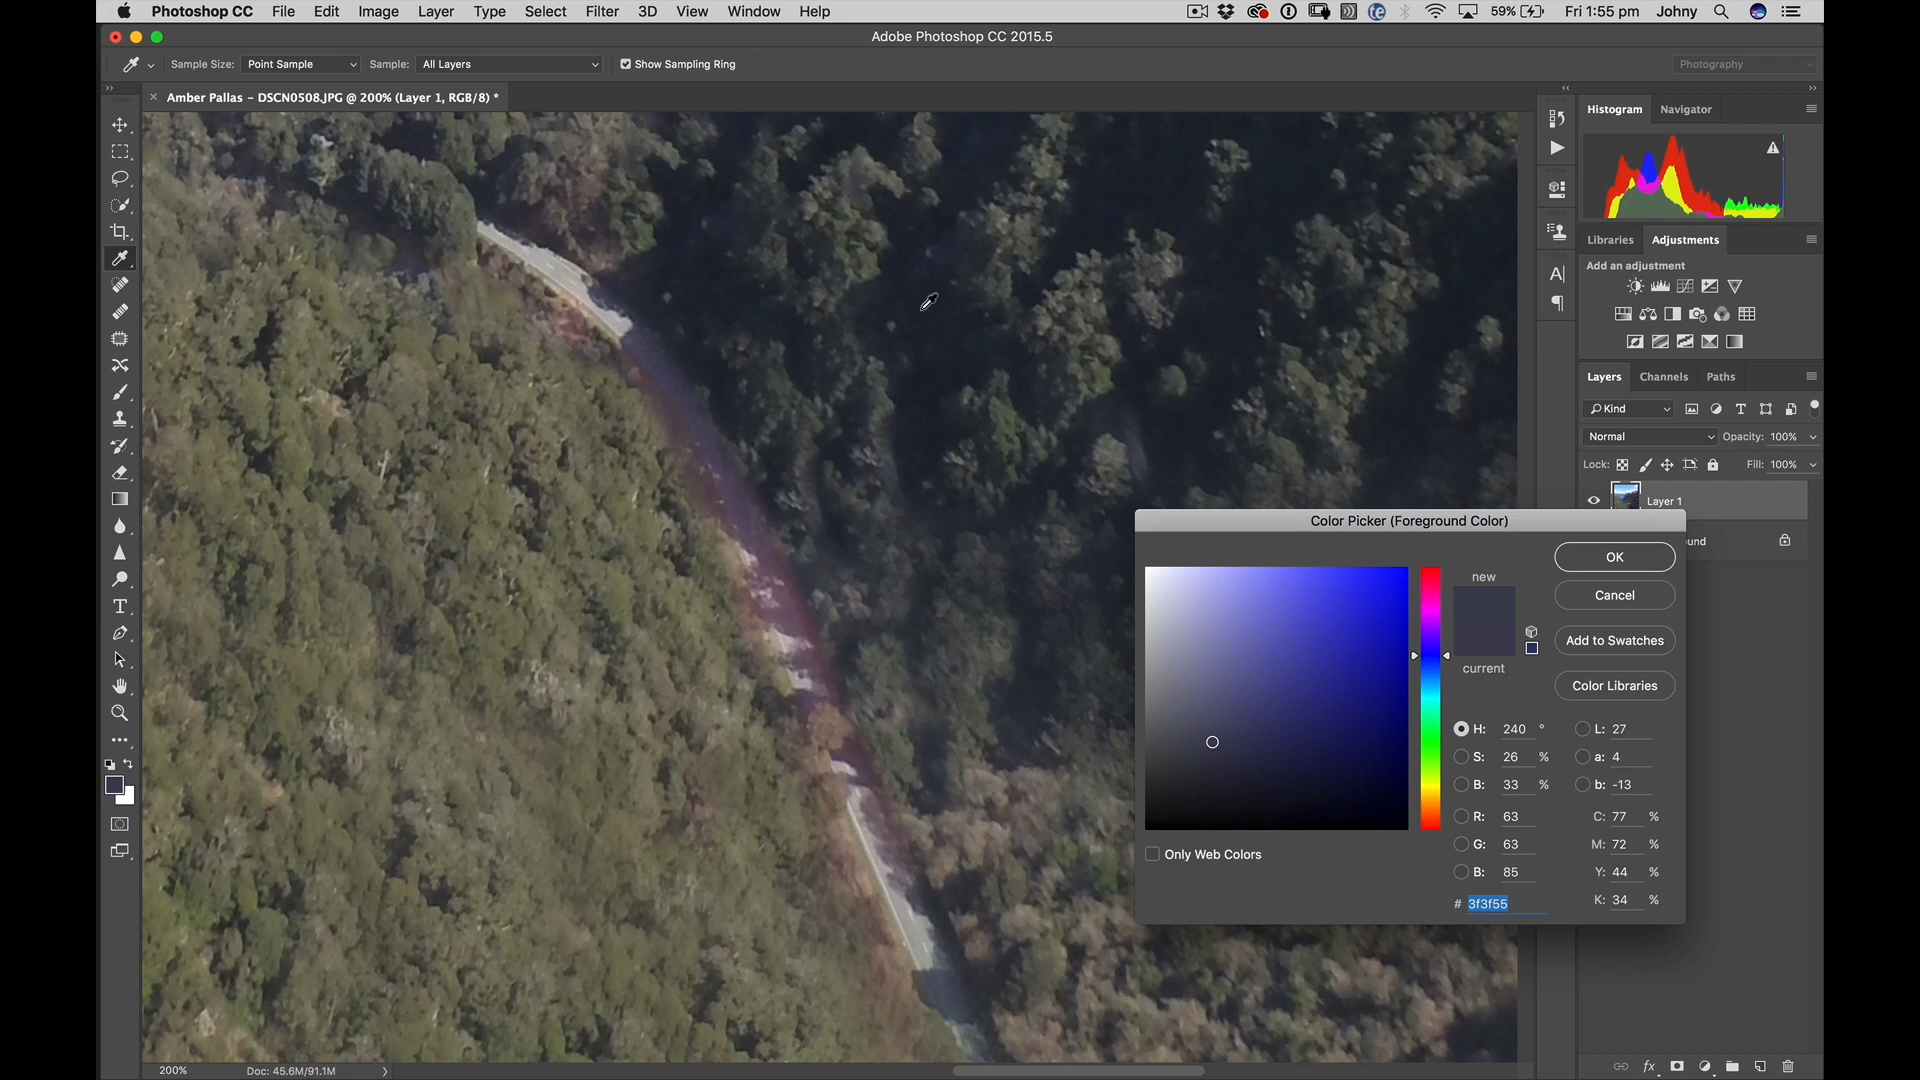 Photoshop CC File Edit Image Layer Type Select Filter 3D View Window Help 59% Fri 1:55 pm Johny
Adobe Photoshop CC 2015.5
Sample Size: Point Sample Sample: All Layers Show Sampling Ring Photography
Amber Pallas – DSCN0508.JPG @ 200% (Layer 1, RGB/8) *
Histogram Navigator
Libraries Adjustments
Add an adjustment
Layers Channels Paths
Kind
Normal Opacity: 100%
Lock: Fill: 100%
Layer 1
ound
Color Picker (Foreground Color)
OK
new
Cancel
Add to Swatches
current
Color Libraries
H: 240 ° L: 27
S: 26 % a: 4
B: 33 % b: -13
R: 63 C: 77 %
G: 63 M: 72 %
Only Web Colors
B: 85 Y: 44 %
# 3f3f55 K: 34 %
200% Doc: 45.6M/91.1M
fx